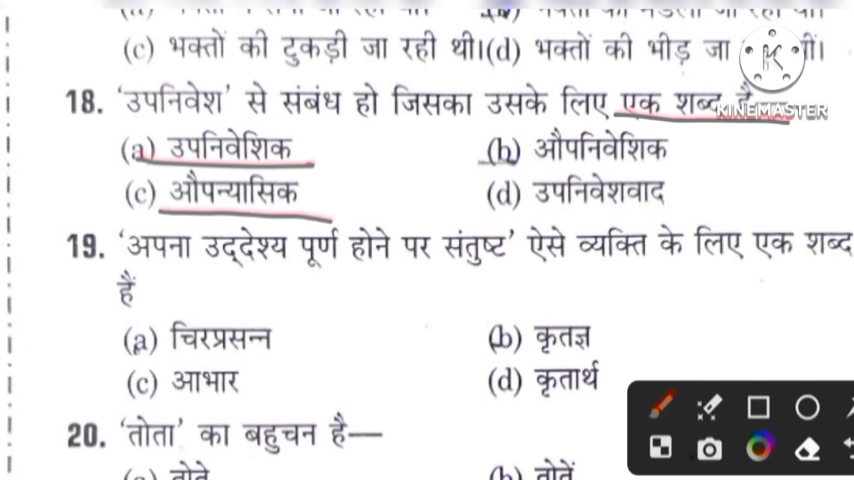 (c) भक्तों की टुकड़ी जा रही थी। (d) भक्तों की भीड़ जा
K
KINEMASTER
18. ‘उपनिवेश’ से संबंध हो जिसका उसके लिए एक शब्द है
(a) उपनिवेशिक (b) औपनिवेशिक
(c) औपन्यासिक (d) उपनिवेशवाद
19. ‘अपना उद्देश्य पूर्ण होने पर संतुष्ट’ ऐसे व्यक्ति के लिए एक शब्द
हैं
(a) चिरप्रसन्न (b) कृतज्ञ
(c) आभार (d) कृतार्थ
20. ‘तोता’ का बहुचन है—
(a) तोते (b) तोतें